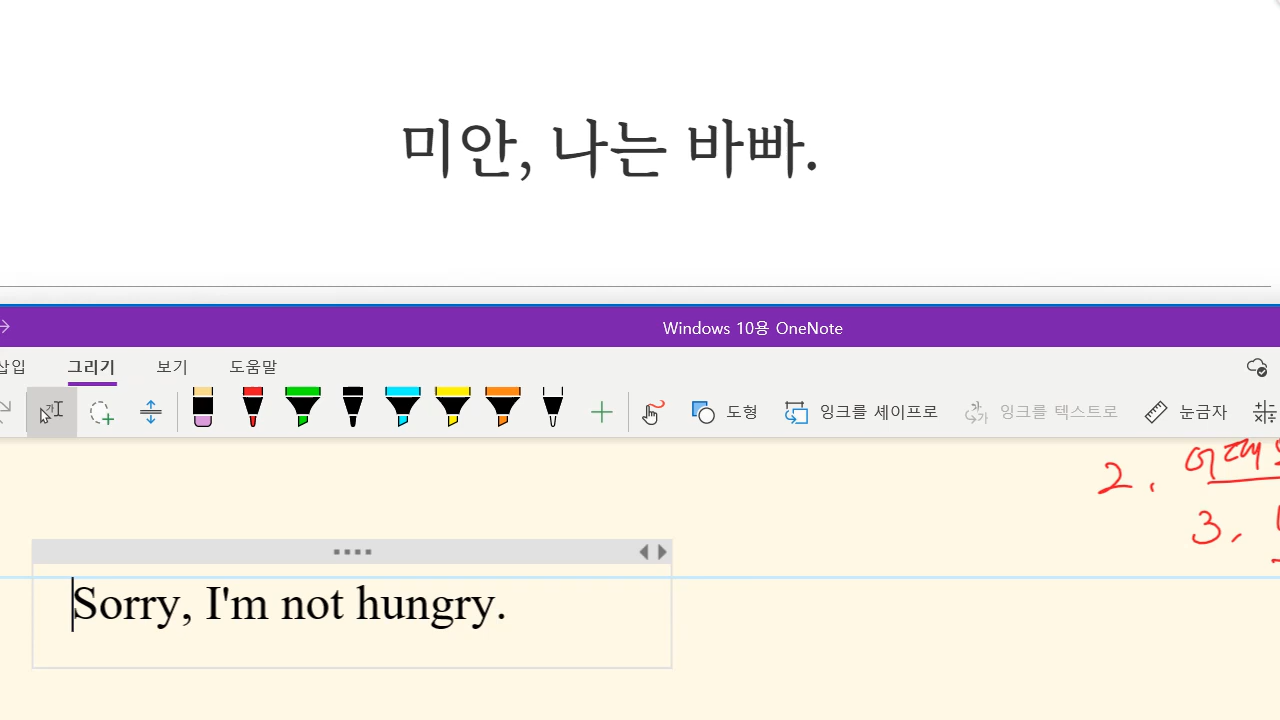 미안, 나는 바빠.
Windows 10용 OneNote
삽입 그리기 보기 도움말
도형 잉크를 셰이프로 잉크를 텍스트로 눈금자
2. 어제
3.
Sorry, I'm not hungry.